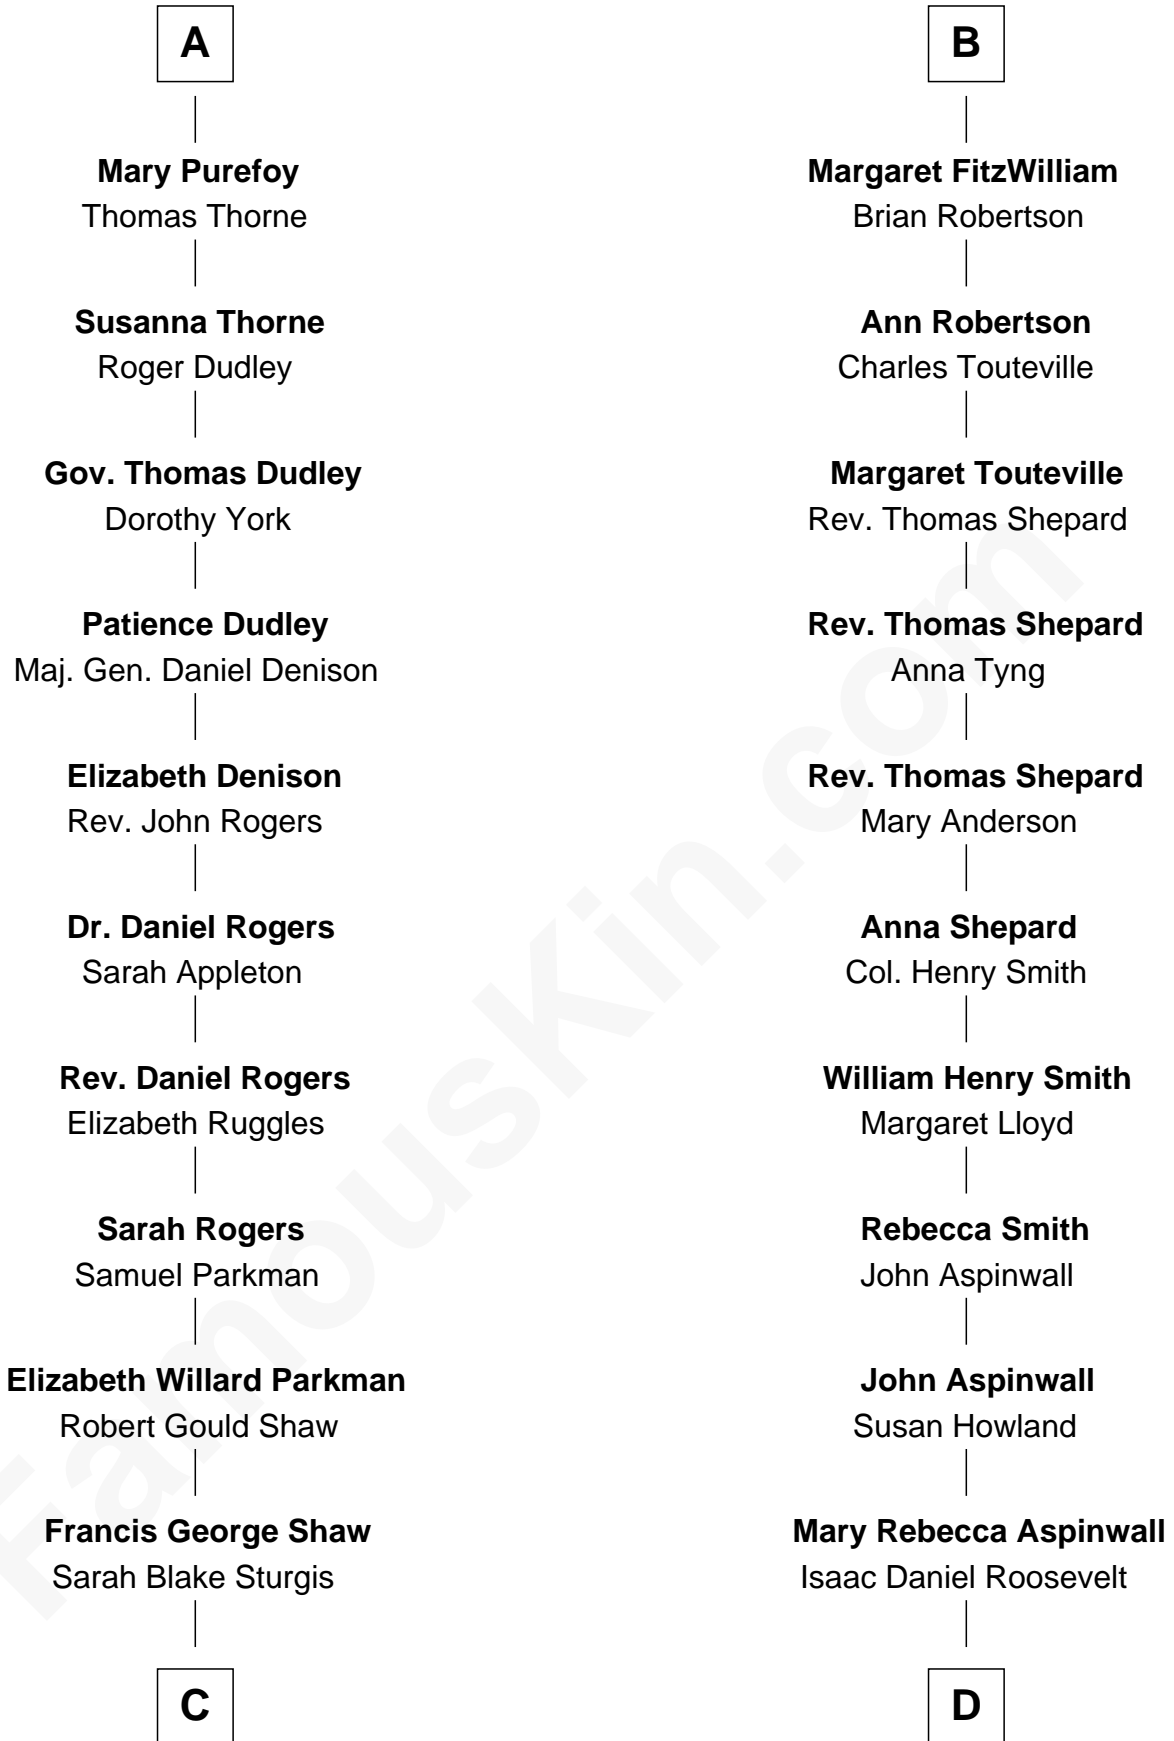 A
Mary Purefoy
Thomas Thorne
Susanna Thorne
Roger Dudley
Gov. Thomas Dudley
Dorothy York
Patience Dudley
Maj. Gen. Daniel Denison
Elizabeth Denison
Rev. John Rogers
Dr. Daniel Rogers
Sarah Appleton
Rev. Daniel Rogers
Elizabeth Ruggles
Sarah Rogers
Samuel Parkman
Elizabeth Willard Parkman
Robert Gould Shaw
Francis George Shaw
Sarah Blake Sturgis
C
B
Margaret FitzWilliam
Brian Robertson
Ann Robertson
Charles Touteville
Margaret Touteville
Rev. Thomas Shepard
Rev. Thomas Shepard
Anna Tyng
Rev. Thomas Shepard
Mary Anderson
Anna Shepard
Col. Henry Smith
William Henry Smith
Margaret Lloyd
Rebecca Smith
John Aspinwall
John Aspinwall
Susan Howland
Mary Rebecca Aspinwall
Isaac Daniel Roosevelt
D
FamousKin.com